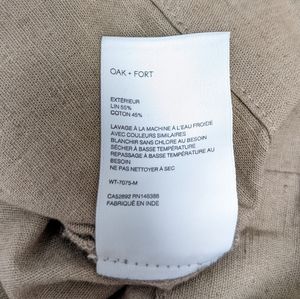 OAK + FORT
EXTÉRIEUR
LIN 55%
COTON 45%
LAVAGE À LA MACHINE À L'EAU FROIDE
AVEC COULEURS SIMILAIRES
BLANCHIR SANS CHLORE AU BESOIN
SÉCHER À BASSE TEMPÉRATURE
REPASSAGE À BASSE TEMPÉRATURE AU
BESOIN
NE PAS NETTOYER À SEC
WT-7075-M
CA52892 RN148388
FABRIQUÉ EN INDE